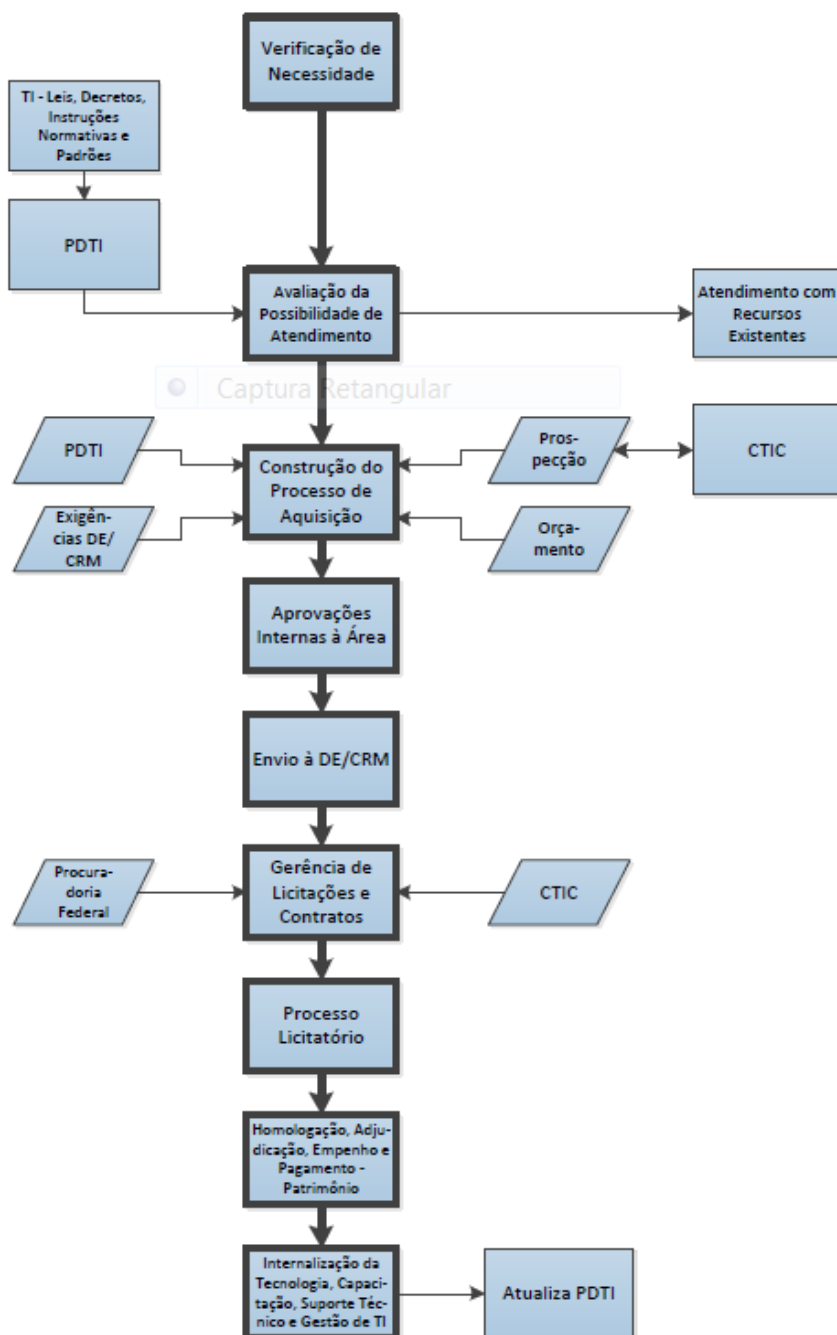 Verificação de
Necessidade
TI - Leis, Decretos,
Instruções
Normativas e
Padrões
PDTI
Avaliação da
Possibilidade de
Atendimento
Atendimento com
Recursos
Existentes
Captura Retangular
PDTI
Construção do
Processo de
Aquisição
Pros-
pecção
CTIC
Exigên-
cias DE/
CRM
Orça-
mento
Aprovações
Internas à Área
Envio à DE/CRM
Procura-
doria
Federal
Gerência de
Licitações e
Contratos
CTIC
Processo
Licitatório
Homologação, Adju-
dicação, Empenho e
Pagamento -
Patrimônio
Internalização da
Tecnologia, Capaci-
tação, Suporte Téc-
nico e Gestão de TI
Atualiza PDTI